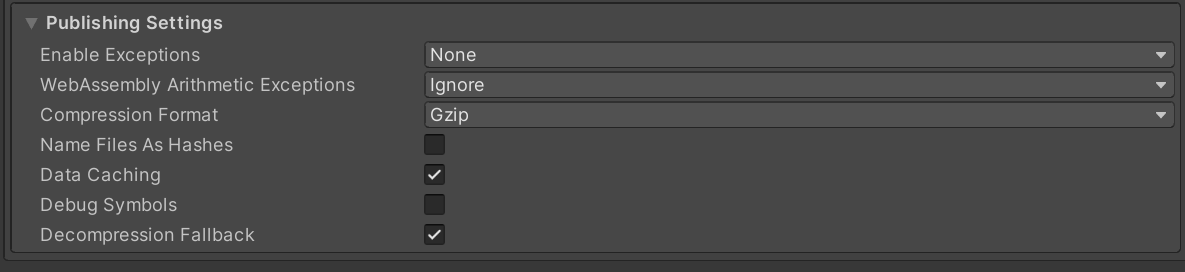 Publishing Settings
Enable Exceptions None
WebAssembly Arithmetic Exceptions Ignore
Compression Format Gzip
Name Files As Hashes
Data Caching
Debug Symbols
Decompression Fallback